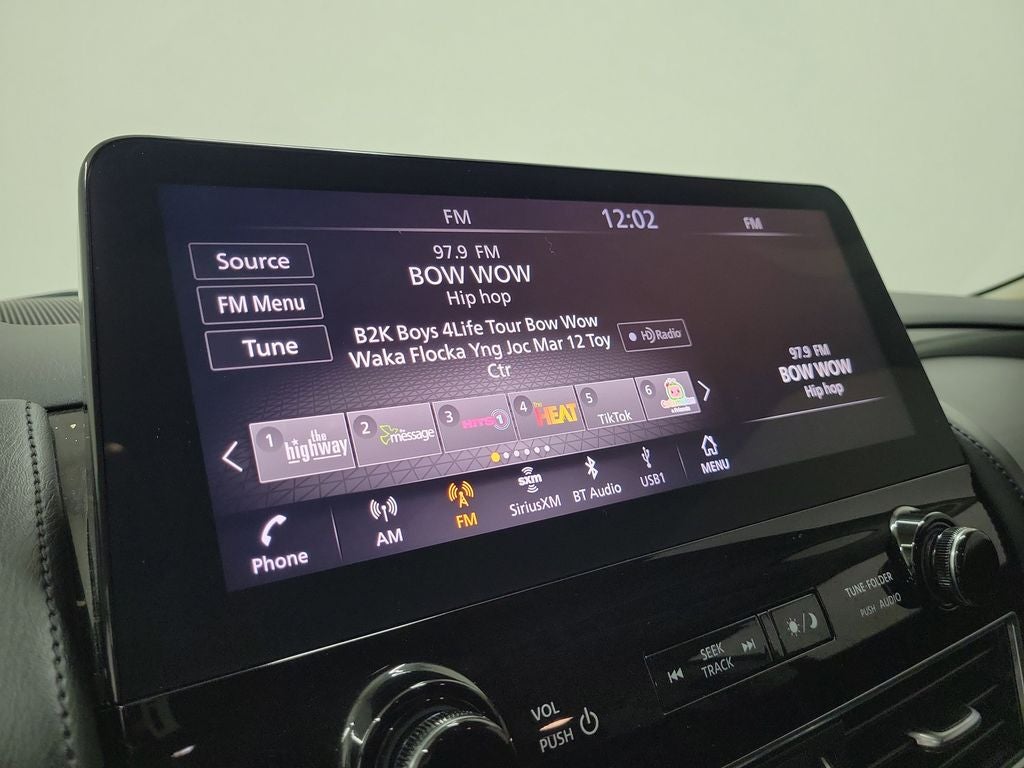 FM
12:02
FM
Source
FM Menu
Tune
97.9 FM
BOW WOW
Hip hop
B2K Boys 4Life Tour Bow Wow
Waka Flocka Yng Joc Mar 12 Toy
Ctr
HD Radio
97.9 FM
BOW WOW
Hip hop
1 the highway
2 the message
3 HITS 1
4 The HEAT
5 TikTok
6
Phone
AM
FM
sxm
SiriusXM
BT Audio
USB1
MENU
VOL
PUSH
SEEK
TRACK
TUNE·FOLDER
PUSH AUDIO